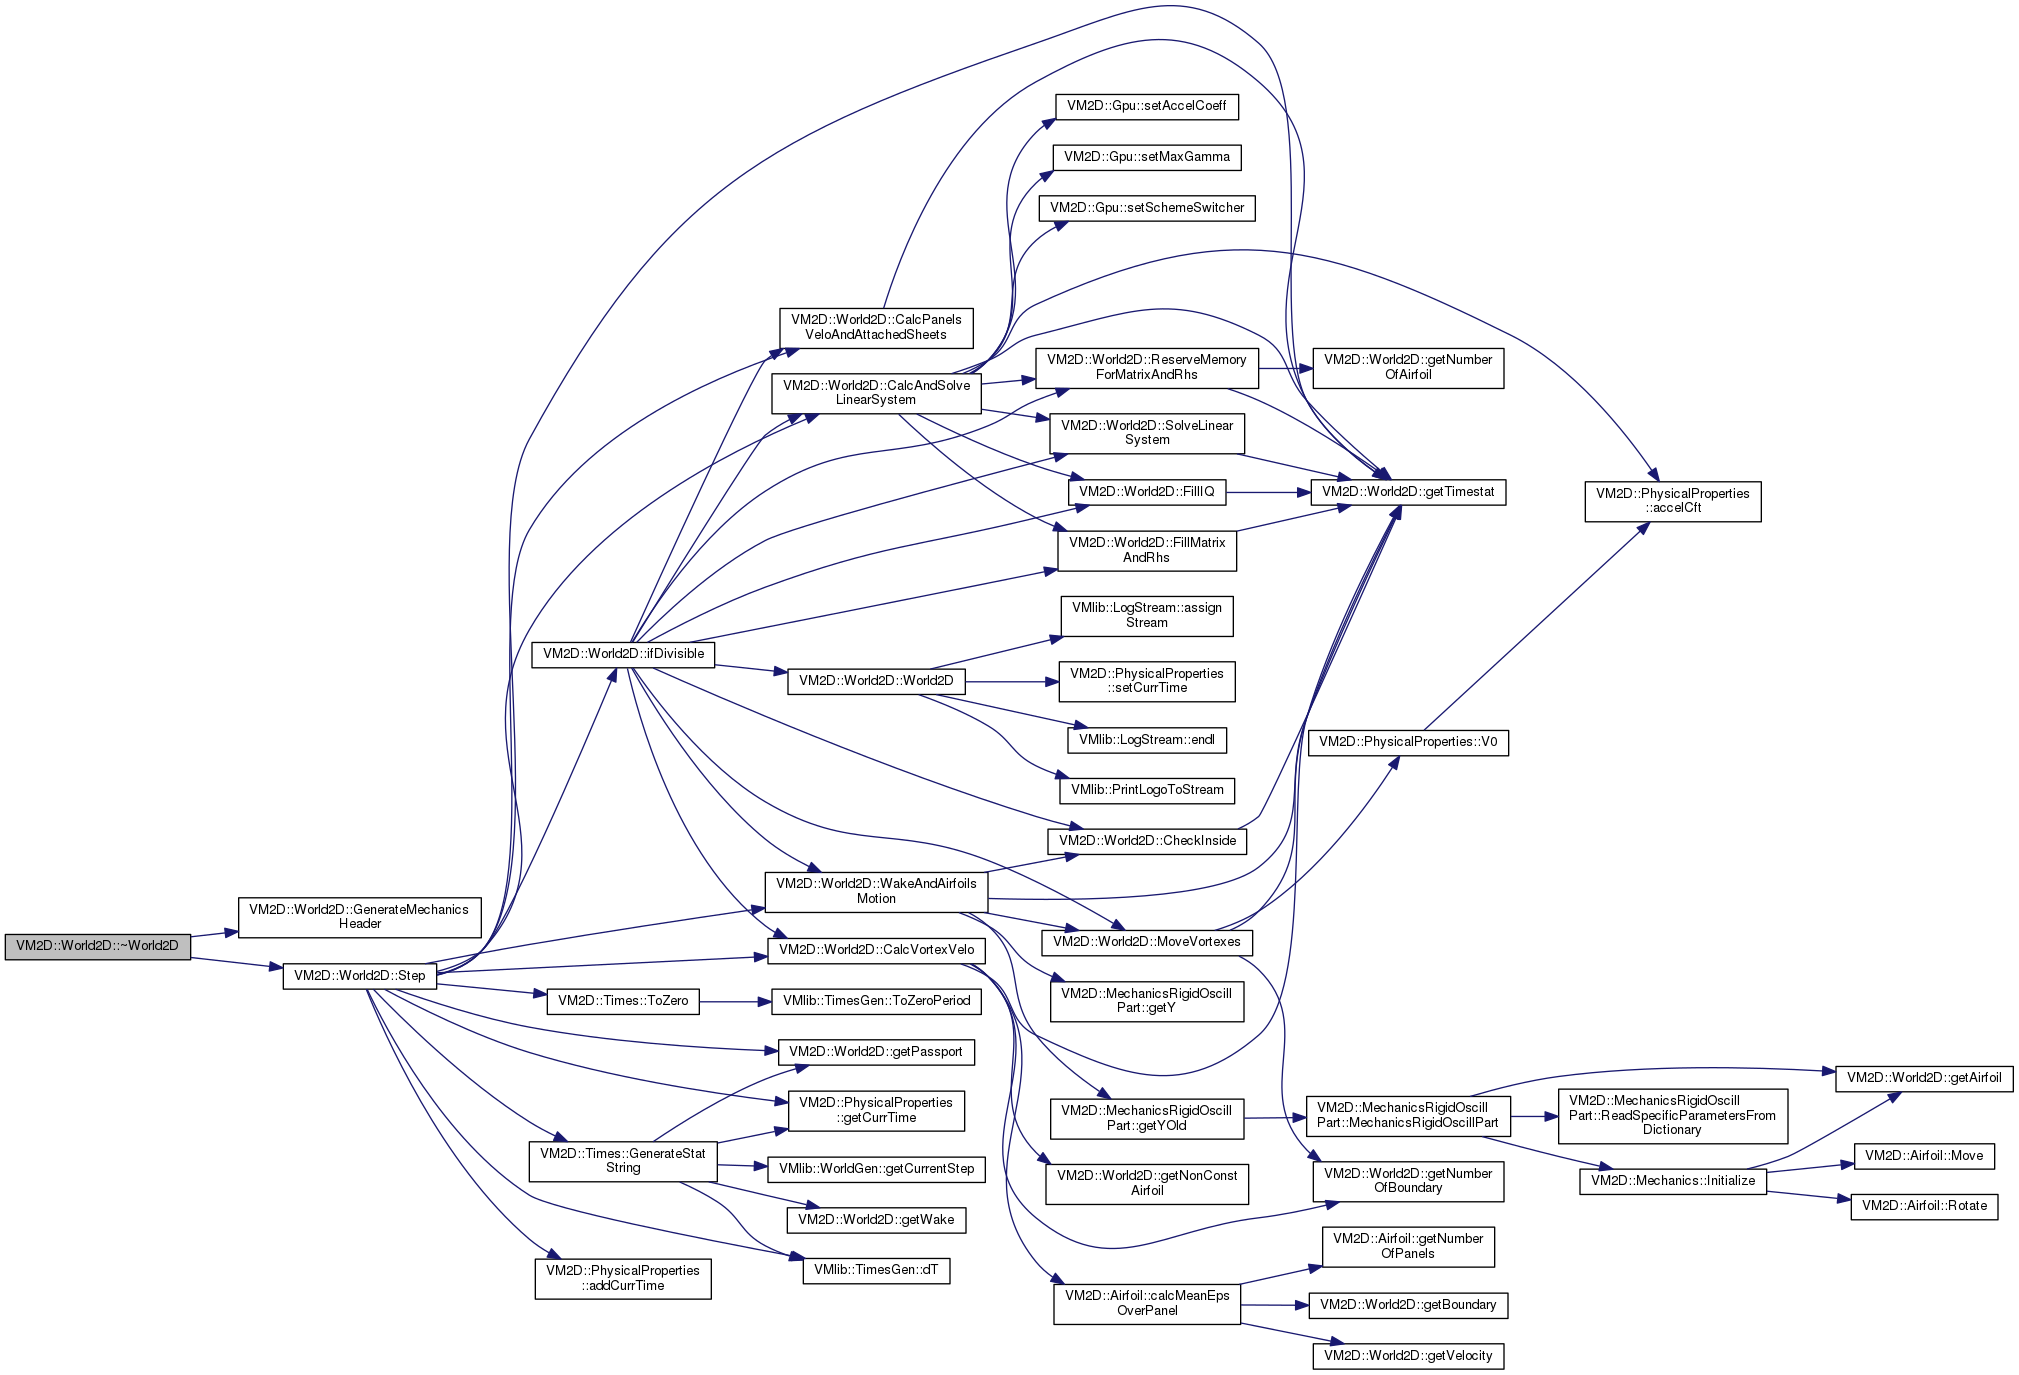 VM2D::World2D::~World2D
VM2D::World2D::GenerateMechanics
Header
VM2D::World2D::Step
VM2D::World2D::ifDivisible
VM2D::Times::ToZero
VM2D::Times::GenerateStat
String
VM2D::PhysicalProperties
::addCurrTime
VM2D::World2D::CalcPanels
VeloAndAttachedSheets
VM2D::World2D::CalcAndSolve
LinearSystem
VM2D::World2D::World2D
VM2D::World2D::WakeAndAirfoils
Motion
VM2D::World2D::CalcVortexVelo
VMlib::TimesGen::ToZeroPeriod
VM2D::World2D::getPassport
VM2D::PhysicalProperties
::getCurrTime
VMlib::WorldGen::getCurrentStep
VM2D::World2D::getWake
VMlib::TimesGen::dT
VM2D::Gpu::setAccelCoeff
VM2D::Gpu::setMaxGamma
VM2D::Gpu::setSchemeSwitcher
VM2D::World2D::ReserveMemory
ForMatrixAndRhs
VM2D::World2D::SolveLinear
System
VM2D::World2D::FillIQ
VM2D::World2D::FillMatrix
AndRhs
VMlib::LogStream::assign
Stream
VM2D::PhysicalProperties
::setCurrTime
VMlib::LogStream::endl
VMlib::PrintLogoToStream
VM2D::World2D::CheckInside
VM2D::World2D::MoveVortexes
VM2D::MechanicsRigidOscill
Part::getY
VM2D::MechanicsRigidOscill
Part::getYOld
VM2D::World2D::getNonConst
Airfoil
VM2D::Airfoil::calcMeanEps
OverPanel
VM2D::World2D::getNumber
OfAirfoil
VM2D::World2D::getTimestat
VM2D::PhysicalProperties::V0
VM2D::MechanicsRigidOscill
Part::MechanicsRigidOscillPart
VM2D::World2D::getNumber
OfBoundary
VM2D::Airfoil::getNumber
OfPanels
VM2D::World2D::getBoundary
VM2D::World2D::getVelocity
VM2D::PhysicalProperties
::accelCft
VM2D::MechanicsRigidOscill
Part::ReadSpecificParametersFrom
Dictionary
VM2D::Mechanics::Initialize
VM2D::World2D::getAirfoil
VM2D::Airfoil::Move
VM2D::Airfoil::Rotate